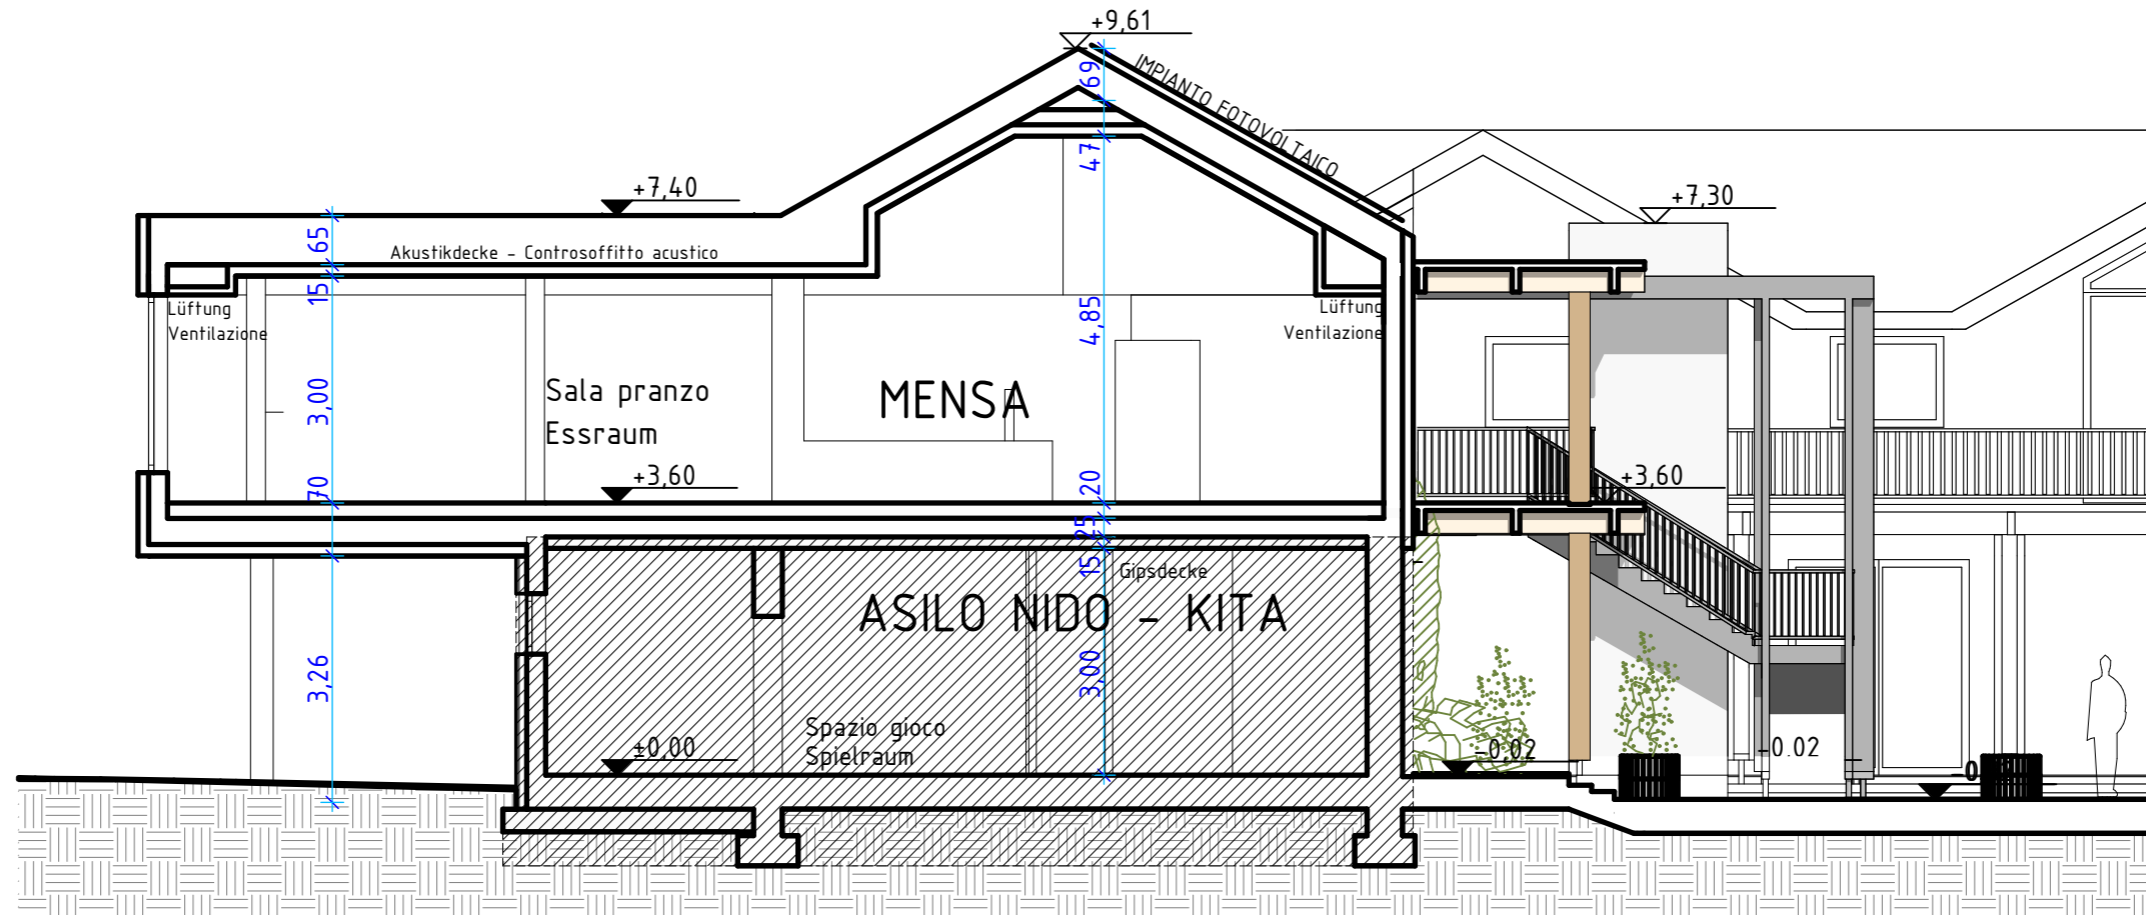 +9,61
69
IMPIANTO FOTOVOLTAICO
47
+7,40
+7,30
65
Akustikdecke - Controsoffitto acustico
15
Lüftung
Ventilazione
4,85
Lüftung
Ventilazione
3,00
Sala pranzo
Essraum
MENSA
+3,60
+3,60
70
20
25
15
Gipsdecke
ASILO NIDO - KITA
3,26
3,00
Spazio gioco
Spielraum
±0,00
-0,02
-0.02